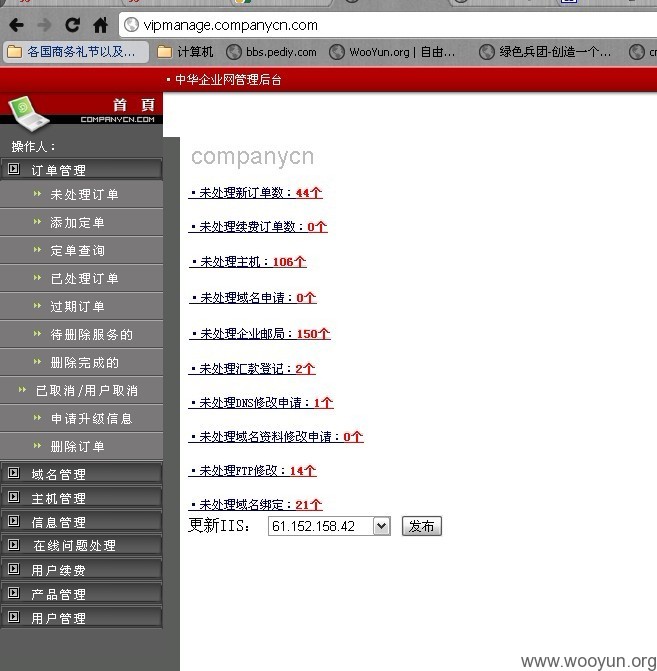 vipmanage.companycn.com
各国商务礼节以及... 计算机 bbs.pediy.com WooYun.org | 自由... 绿色兵团-创造一个...
中华企业网管理后台
首 頁
COMPANYCN.COM
操作人：
订单管理
未处理订单
添加定单
定单查询
已处理订单
过期订单
待删除服务的
删除完成的
已取消/用户取消
申请升级信息
删除订单
域名管理
主机管理
信息管理
在线问题处理
用户续费
产品管理
用户管理
companycn
未处理新订单数：44个
未处理续费订单数：0个
未处理主机：106个
未处理域名申请：0个
未处理企业邮局：150个
未处理汇款登记：2个
未处理DNS修改申请：1个
未处理域名资料修改申请：0个
未处理FTP修改：14个
未处理域名绑定：21个
更新IIS： 61.152.158.42 发布
www.wooyun.org